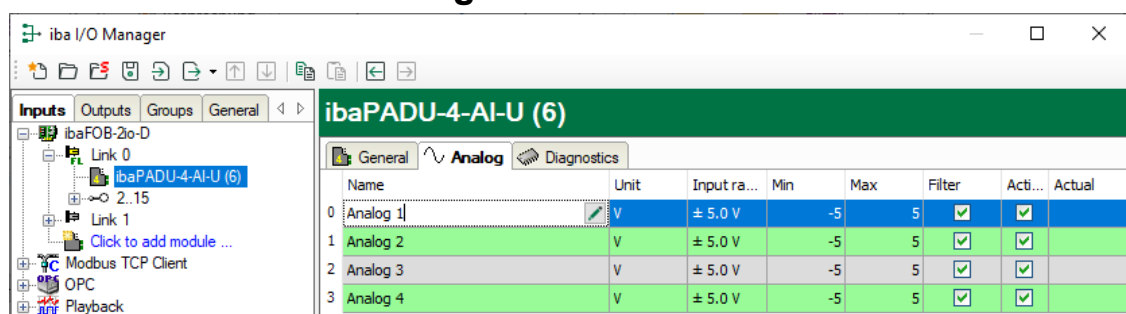 iba I/O Manager
Inputs Outputs Groups General
ibaFOB-2io-D
Link 0
ibaPADU-4-AI-U (6)
2..15
Link 1
Click to add module ...
Modbus TCP Client
OPC
Playback
ibaPADU-4-AI-U (6)
General Analog Diagnostics
Name Unit Input ra... Min Max Filter Acti... Actual
0 Analog 1 V ± 5.0 V -5 5
1 Analog 2 V ± 5.0 V -5 5
2 Analog 3 V ± 5.0 V -5 5
3 Analog 4 V ± 5.0 V -5 5